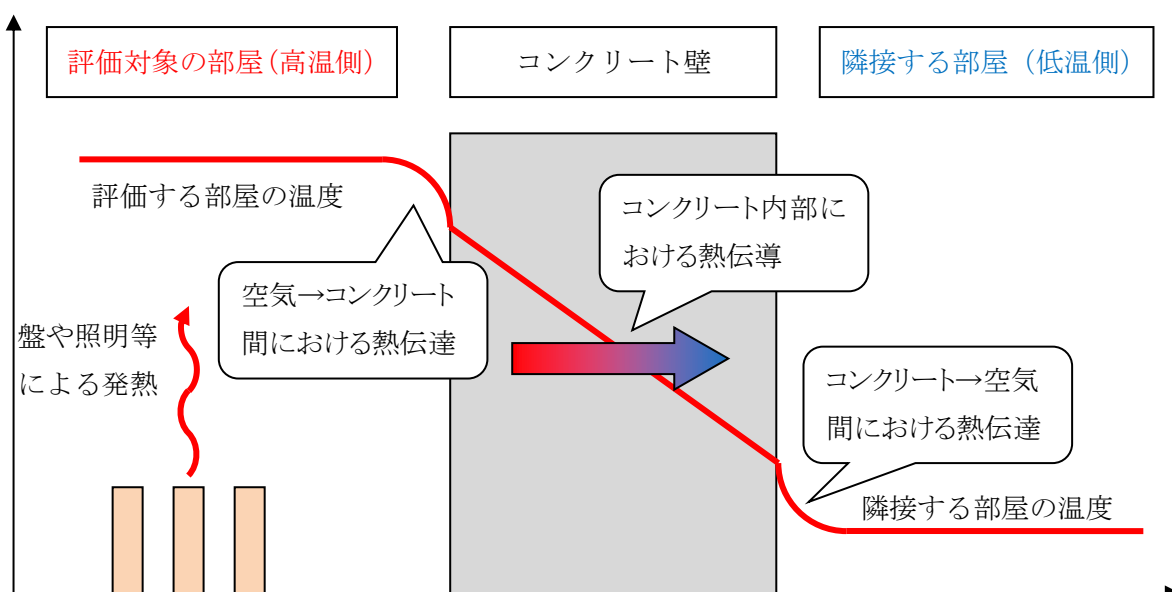 評価対象の部屋(高温側)
コンクリート壁
隣接する部屋（低温側）
評価する部屋の温度
コンクリート内部に
おける熱伝導
空気→コンクリート
間における熱伝達
盤や照明等
による発熱
コンクリート→空気
間における熱伝達
隣接する部屋の温度